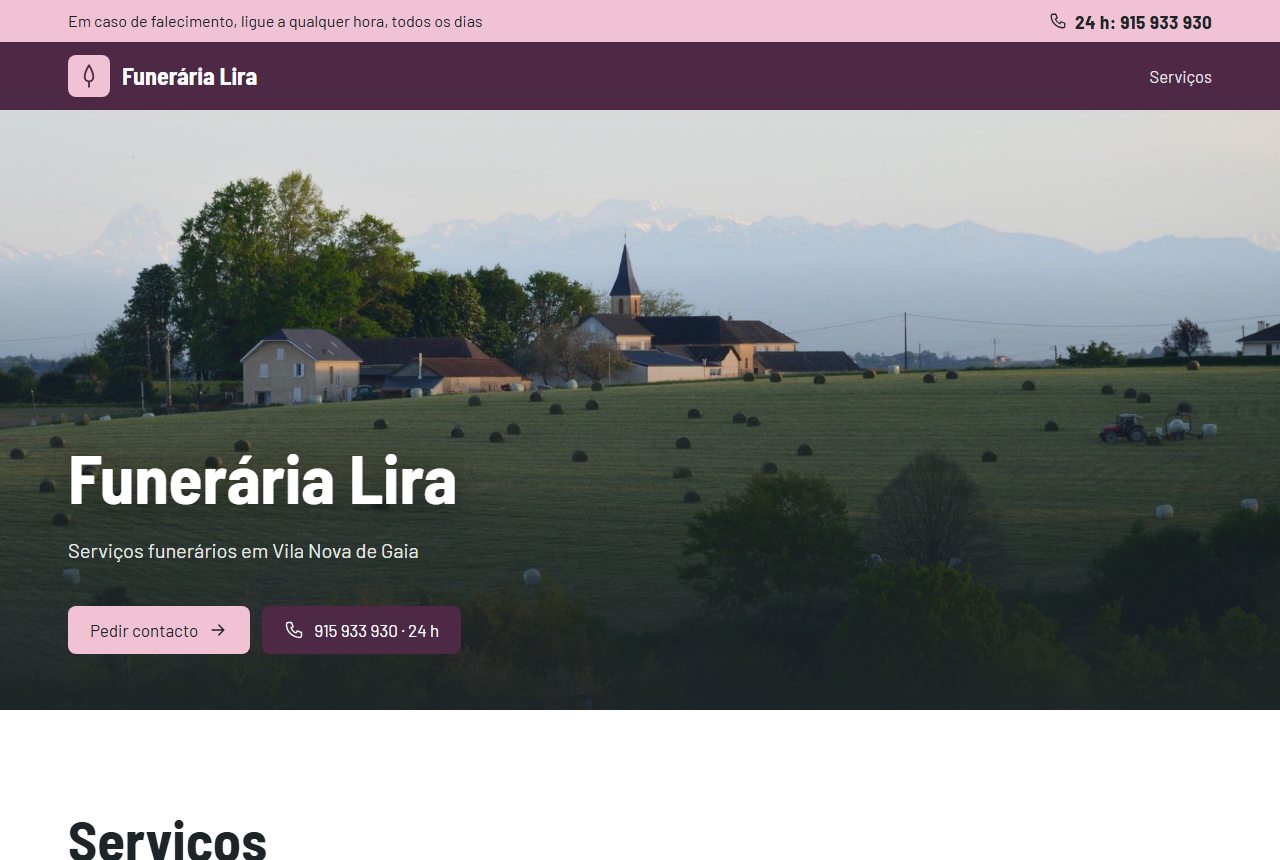 Em caso de falecimento, ligue a qualquer hora, todos os dias
24 h: 915 933 930
Funerária Lira
Serviços
Funerária Lira
Serviços funerários em Vila Nova de Gaia
Pedir contacto
915 933 930 · 24 h
Serviços